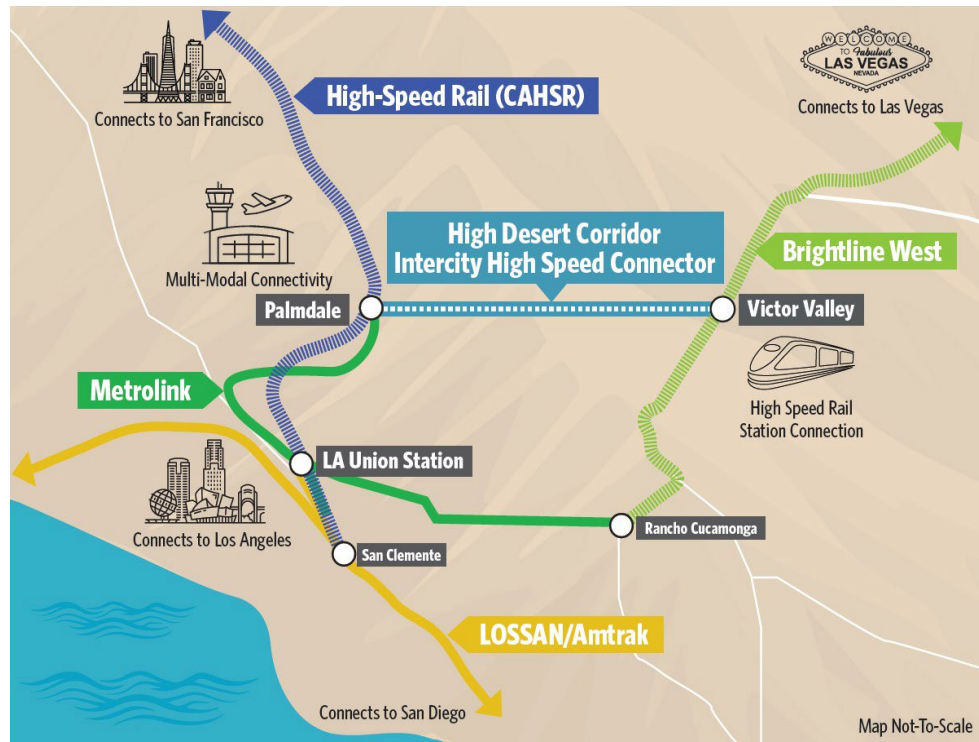 WELCOME
TO Fabulous
LAS VEGAS
NEVADA
Connects to Las Vegas
High-Speed Rail (CAHSR)
Connects to San Francisco
High Desert Corridor
Intercity High Speed Connector
Brightline West
Multi-Modal Connectivity
Palmdale
Victor Valley
Metrolink
High Speed Rail
Station Connection
LA Union Station
Rancho Cucamonga
Connects to Los Angeles
San Clemente
LOSSAN/Amtrak
Connects to San Diego
Map Not-To-Scale